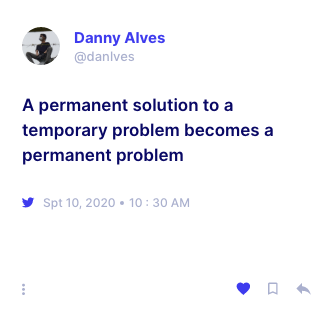 Danny Alves
@danlves
A permanent solution to a
temporary problem becomes a
permanent problem
Spt 10, 2020 • 10 : 30 AM